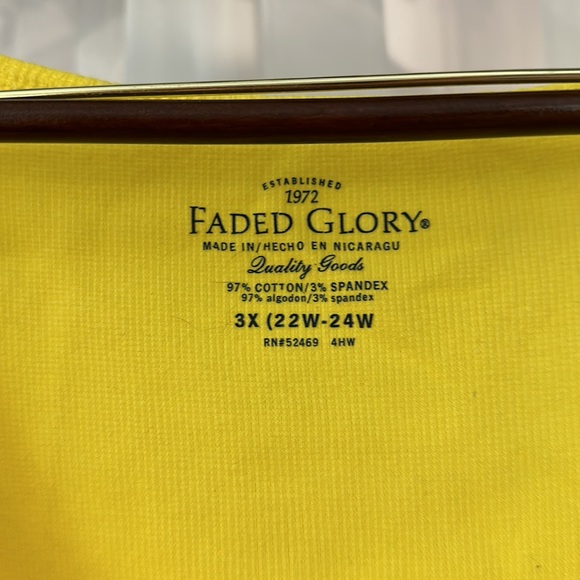 ESTABLISHED
1972
FADED GLORY®
MADE IN/HECHO EN NICARAGU
Quality Goods
97% COTTON/3% SPANDEX
97% algodon/3% spandex
3X (22W-24W
RN#52469 4HW